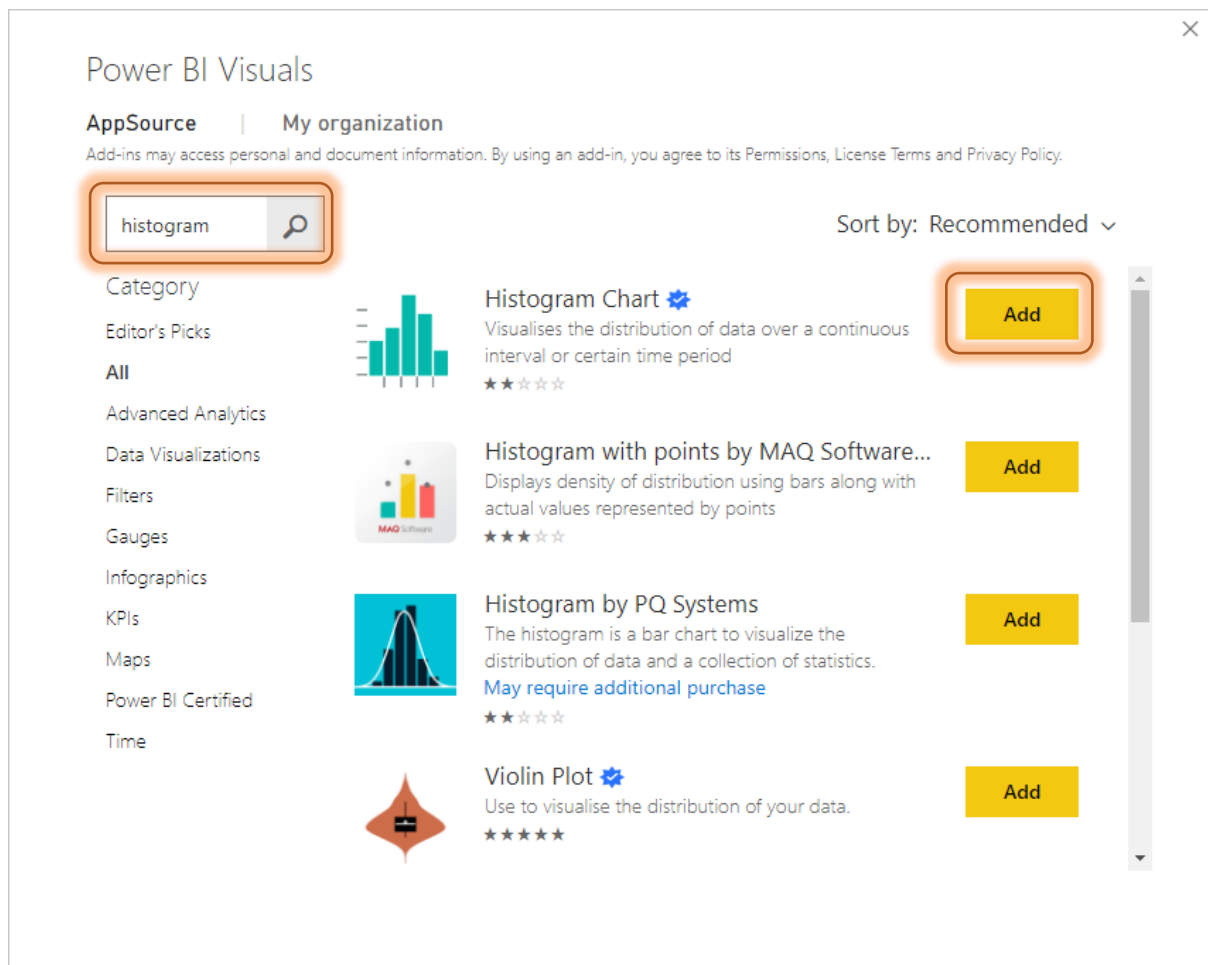 Power BI Visuals
AppSource | My organization
Add-ins may access personal and document information. By using an add-in, you agree to its Permissions, License Terms and Privacy Policy.
histogram
Sort by: Recommended
Category
Editor's Picks
All
Advanced Analytics
Data Visualizations
Filters
Gauges
Infographics
KPIs
Maps
Power BI Certified
Time
Histogram Chart
Visualises the distribution of data over a continuous
interval or certain time period
Add
Histogram with points by MAQ Software...
Displays density of distribution using bars along with
actual values represented by points
Add
MAQ Software
Histogram by PQ Systems
The histogram is a bar chart to visualize the
distribution of data and a collection of statistics.
May require additional purchase
Add
Violin Plot
Use to visualise the distribution of your data.
Add